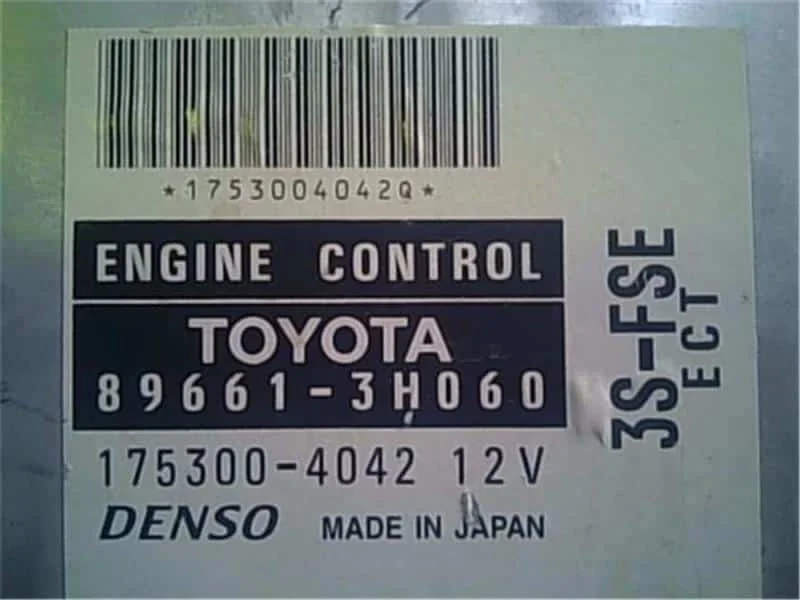 *1753004042Q*
ENGINE CONTROL
TOYOTA
89661-3H060
175300-4042 12V
DENSO MADE IN JAPAN
3S-FSE
ECT